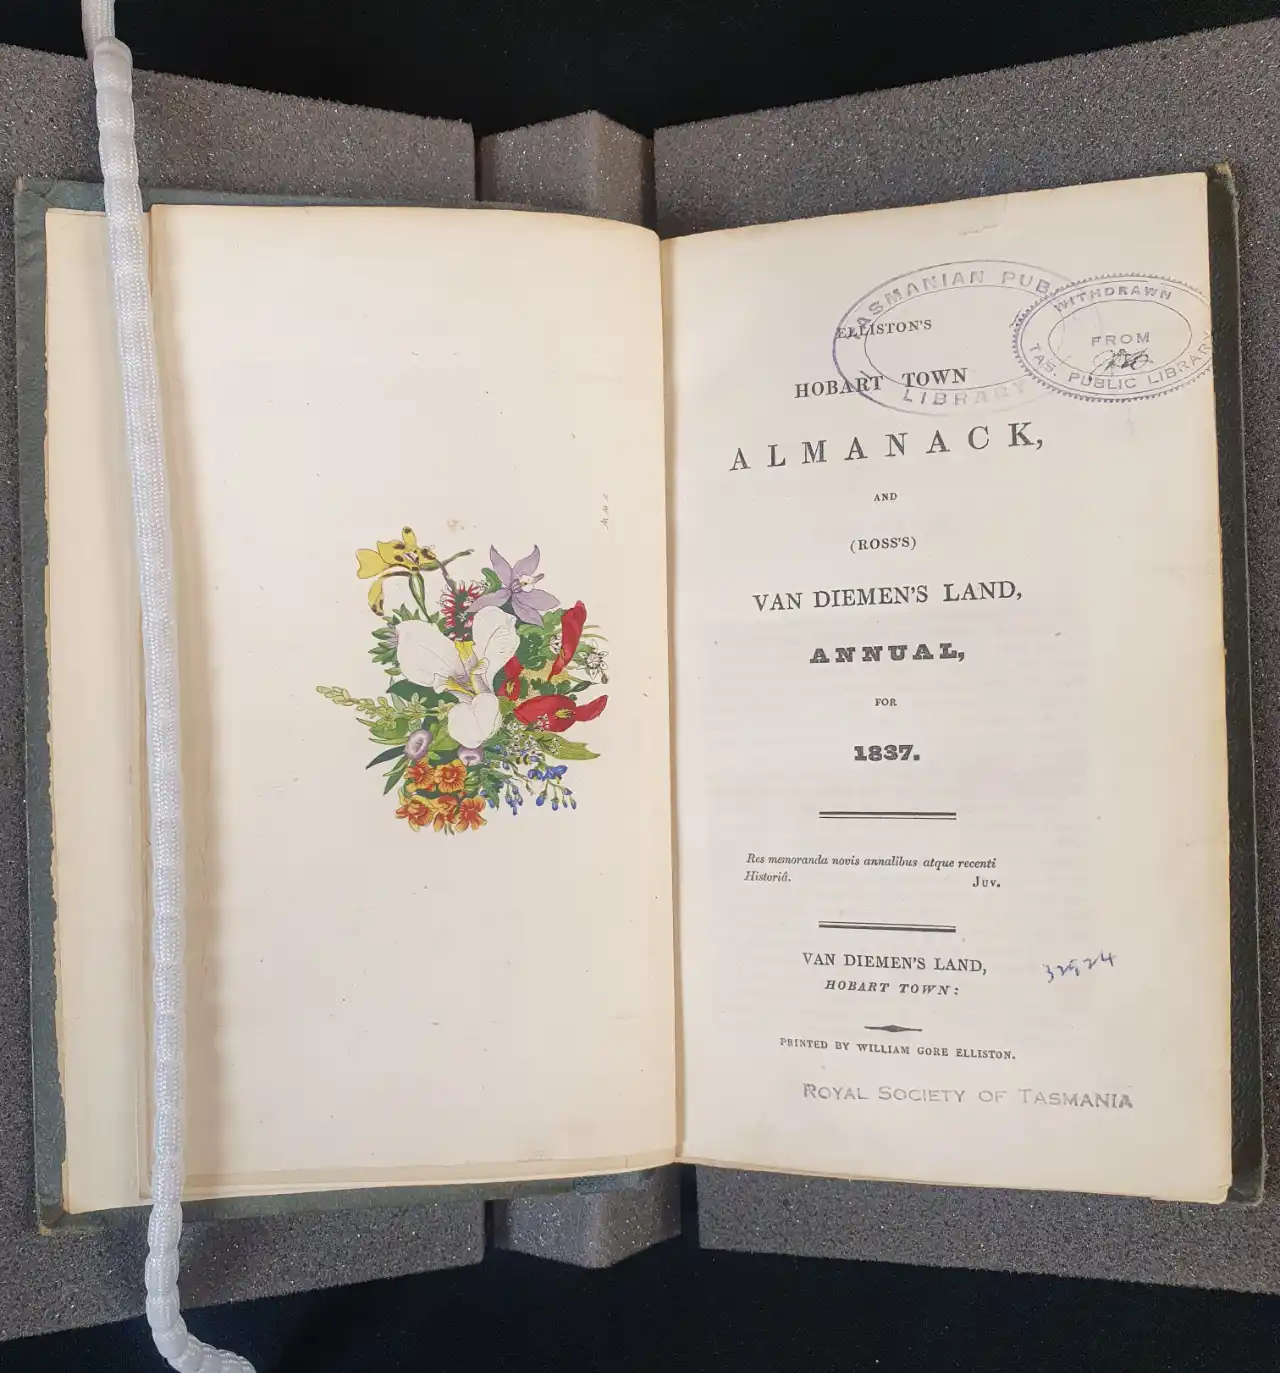 TASMANIAN PUB
LIBRARY
WITHDRAWN
FROM
TAS. PUBLIC LIBRARY
ELLISTON'S
HOBART TOWN
ALMANACK,
AND
(ROSS'S)
VAN DIEMEN'S LAND,
ANNUAL,
FOR
1837.
Res memoranda novis annalibus atque recenti
Historiâ. JUV.
VAN DIEMEN'S LAND,
HOBART TOWN:
PRINTED BY WILLIAM GORE ELLISTON.
ROYAL SOCIETY OF TASMANIA